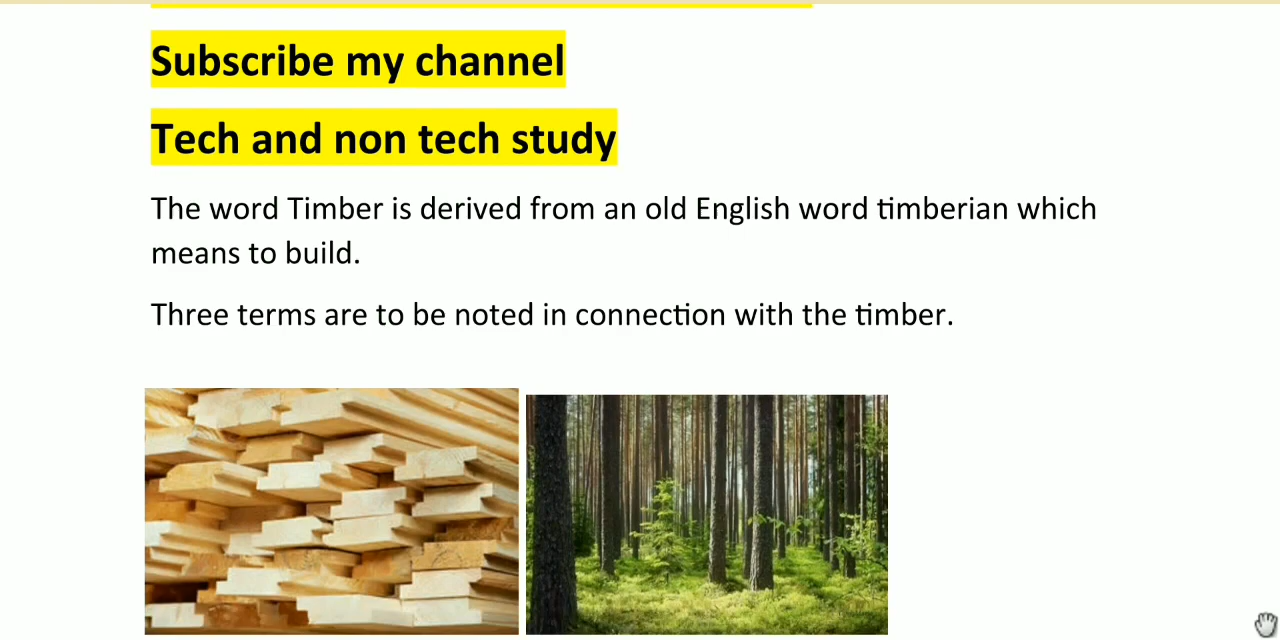 Subscribe my channel
Tech and non tech study
The word Timber is derived from an old English word timberian which
means to build.
Three terms are to be noted in connection with the timber.